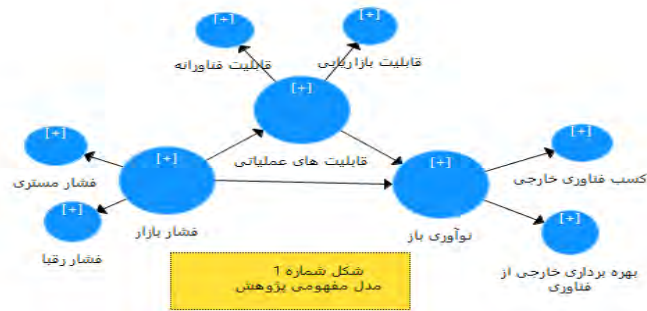 [+]
[+]
قابلیت بازاریابی
قابلیت فناورانه
[+]
[+]
[+]
قابلیت های عملیاتی
[+]
[+]
کسب فناوری خارجی
فشار مستری
[+]
[+]
فشار رقبا
فشار بازار
نوآوری باز
بهره برداری خارجی از
فناوری
شکل شماره 1
مدل مفهومی پژوهش